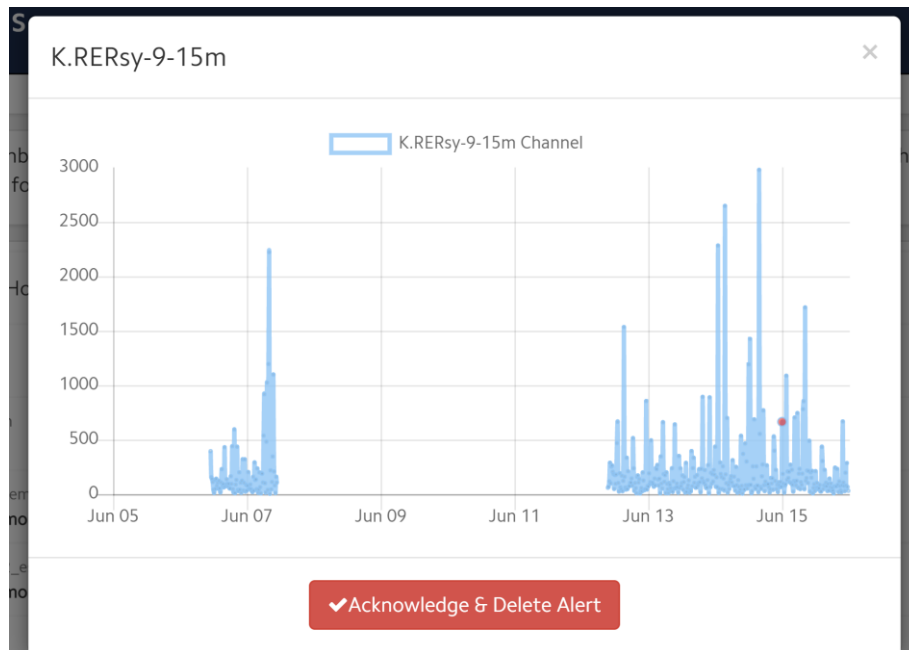 S
K.RERsy-9-15m
×
K.RERsy-9-15m Channel
3000
2500
2000
1500
1000
500
0
Jun 05 Jun 07 Jun 09 Jun 11 Jun 13 Jun 15
Acknowledge & Delete Alert